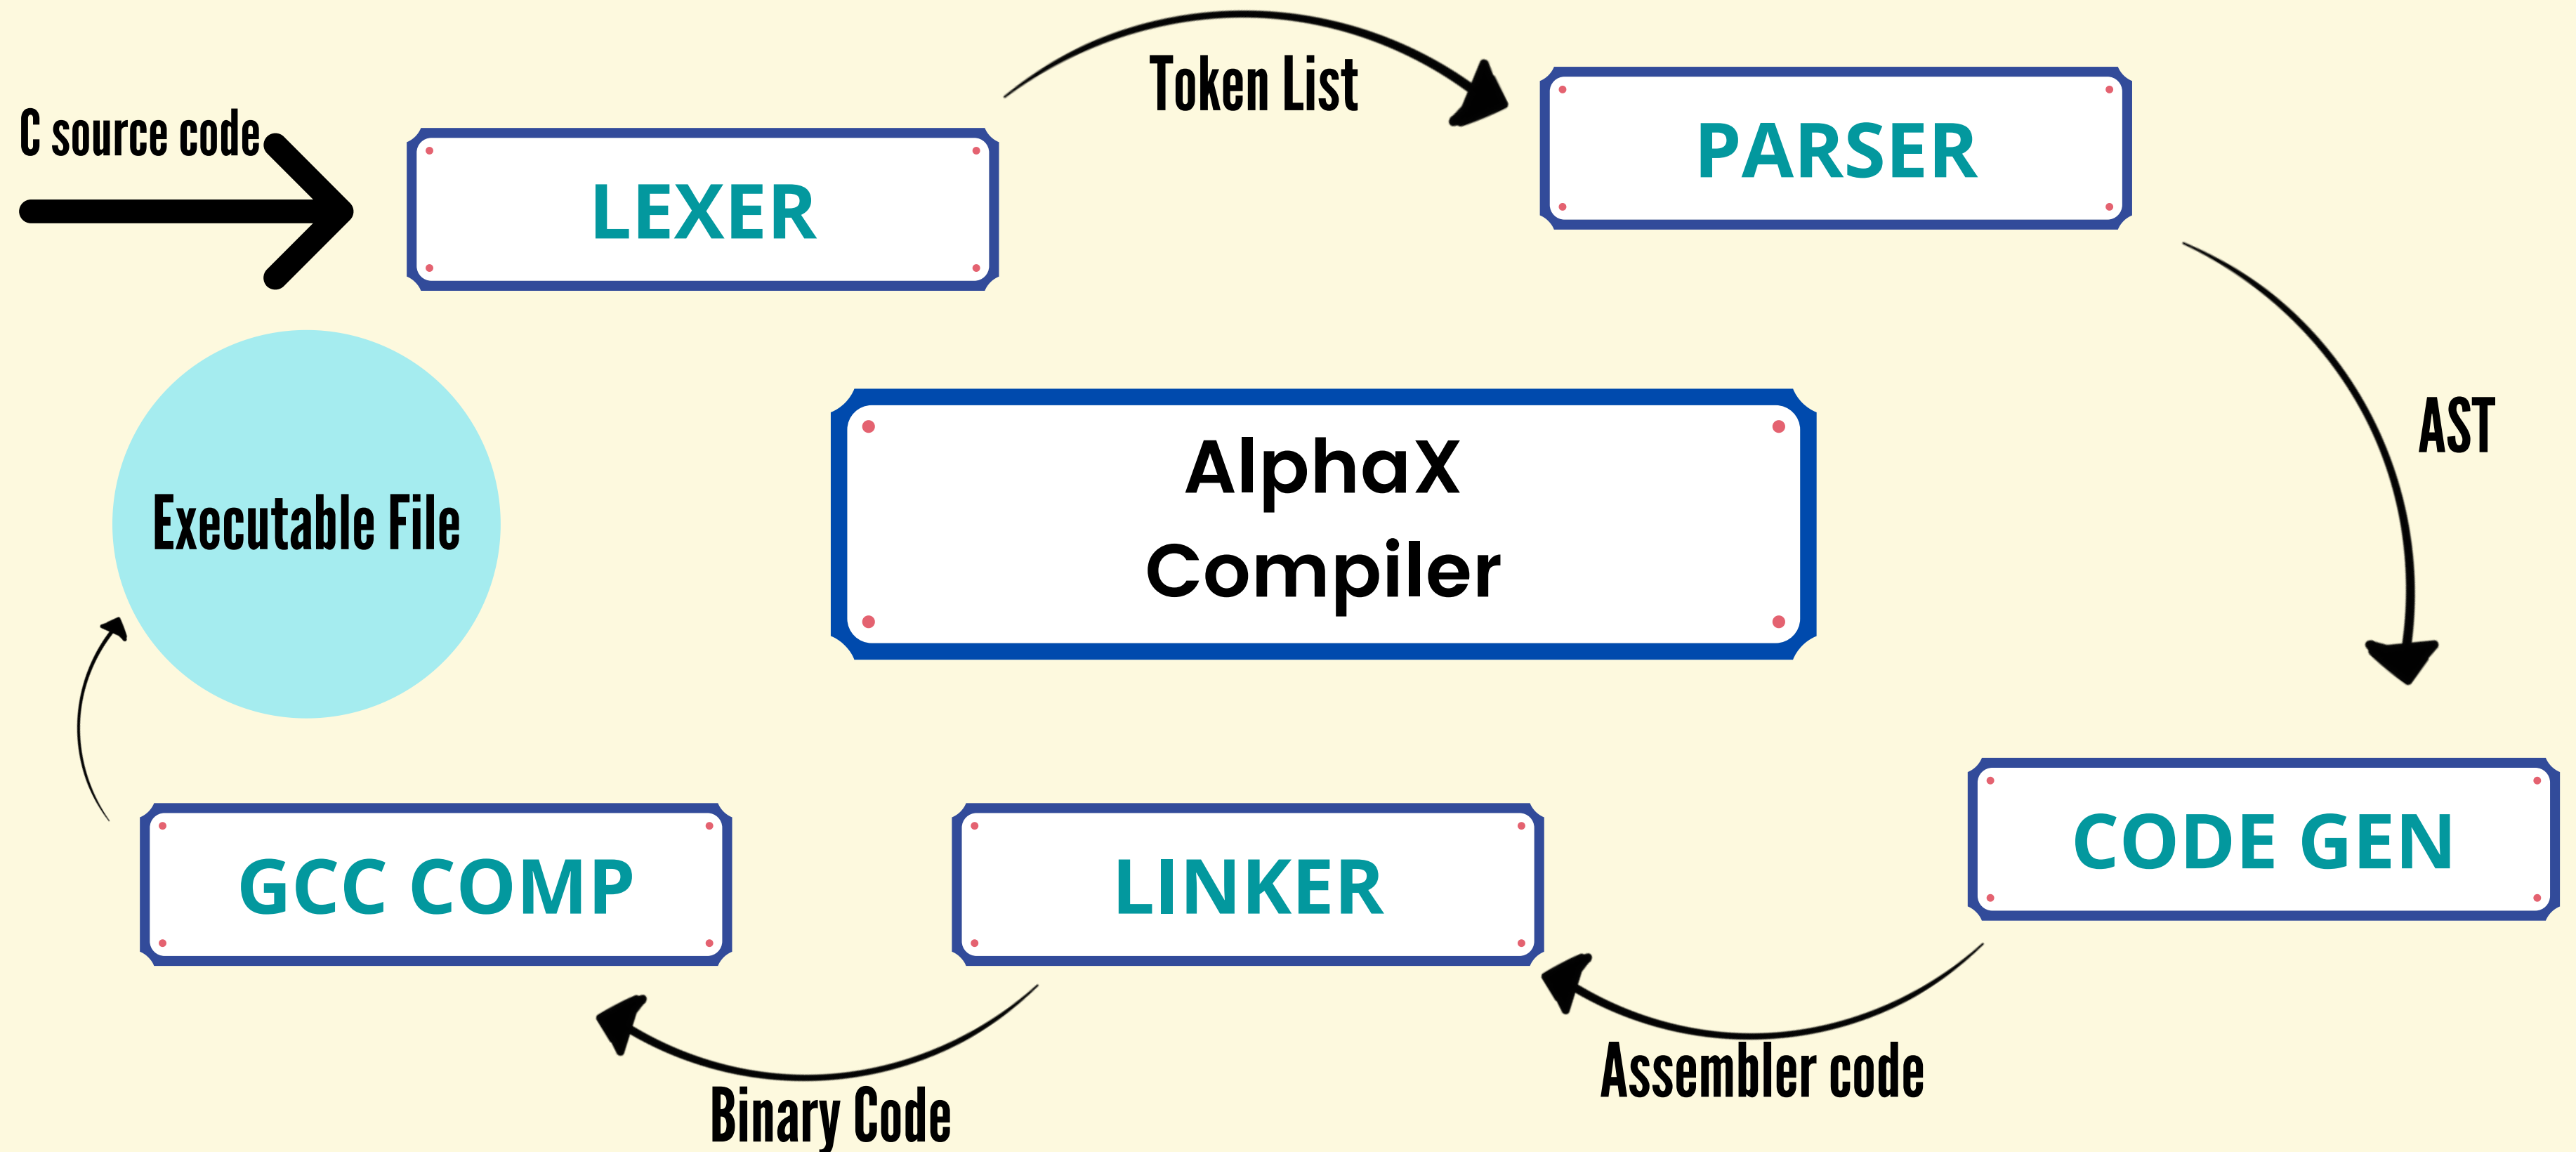 C source code
LEXER
Token List
PARSER
AST
AlphaX
Compiler
Executable File
CODE GEN
Assembler code
LINKER
Binary Code
GCC COMP